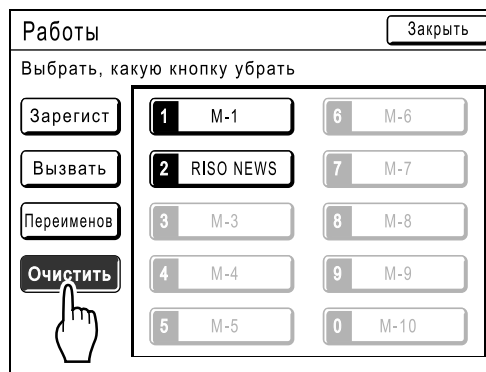 Работы
Закрыть
Выбрать, какую кнопку убрать
Зарегист
Вызвать
Переименов
Очистить
1 M-1
2 RISO NEWS
3 M-3
4 M-4
5 M-5
6 M-6
7 M-7
8 M-8
9 M-9
0 M-10